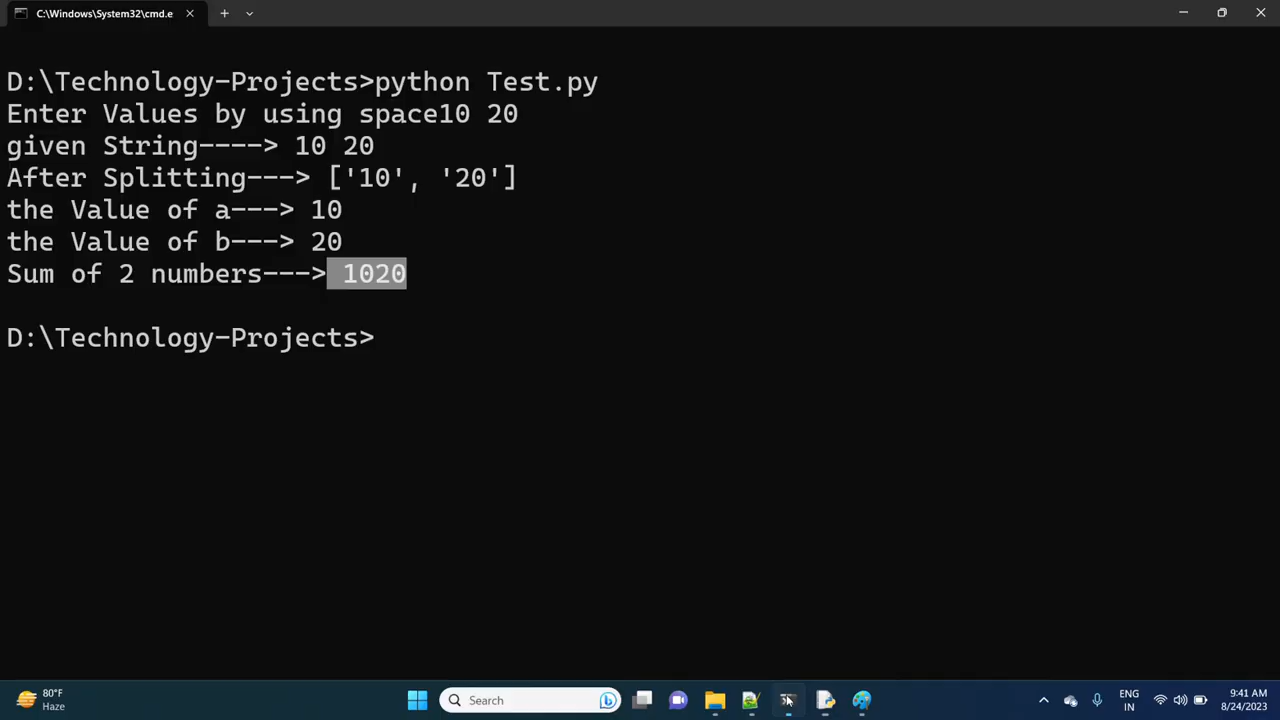 C:\Windows\System32\cmd.e
D:\Technology-Projects>python Test.py
Enter Values by using space10 20
given String----> 10 20
After Splitting---> ['10', '20']
the Value of a---> 10
the Value of b---> 20
Sum of 2 numbers---> 1020
D:\Technology-Projects>
80°F
Haze
Search
ENG
IN
9:41 AM
8/24/2023